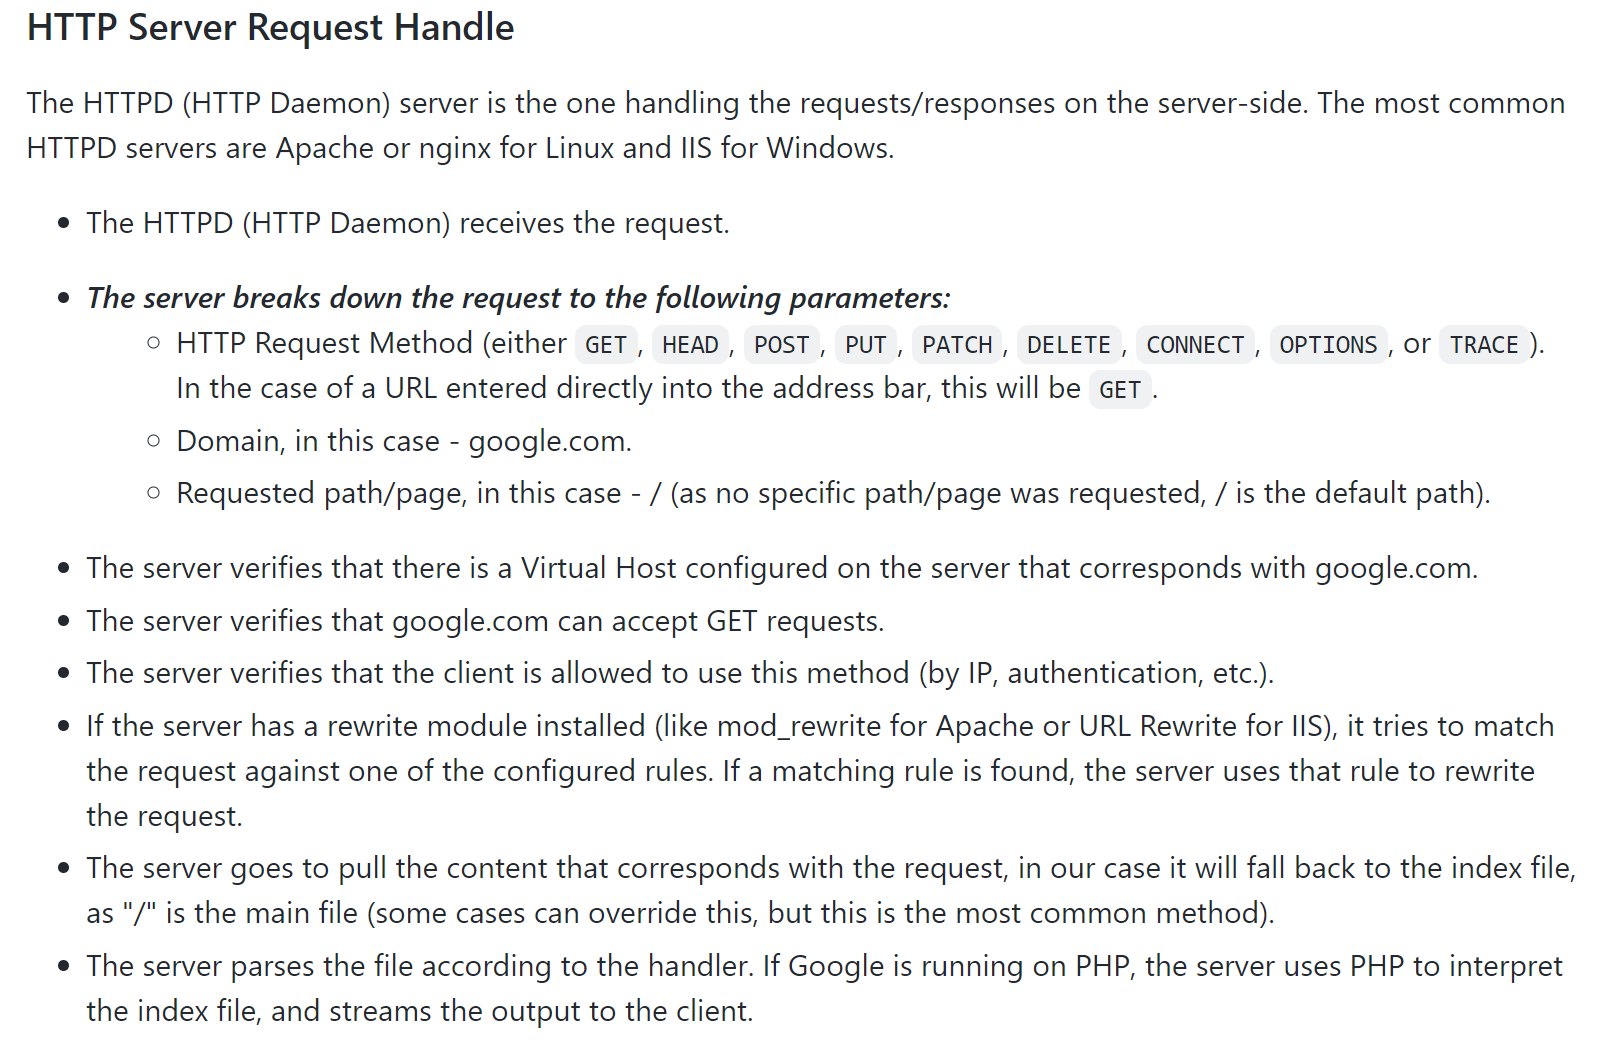 HTTP Server Request Handle
The HTTPD (HTTP Daemon) server is the one handling the requests/responses on the server-side. The most common
HTTPD servers are Apache or nginx for Linux and IIS for Windows.
• The HTTPD (HTTP Daemon) receives the request.
• The server breaks down the request to the following parameters:
○ HTTP Request Method (either GET, HEAD, POST, PUT, PATCH, DELETE, CONNECT, OPTIONS, or TRACE).
In the case of a URL entered directly into the address bar, this will be GET.
○ Domain, in this case - google.com.
○ Requested path/page, in this case - / (as no specific path/page was requested, / is the default path).
• The server verifies that there is a Virtual Host configured on the server that corresponds with google.com.
• The server verifies that google.com can accept GET requests.
• The server verifies that the client is allowed to use this method (by IP, authentication, etc.).
• If the server has a rewrite module installed (like mod_rewrite for Apache or URL Rewrite for IIS), it tries to match
the request against one of the configured rules. If a matching rule is found, the server uses that rule to rewrite
the request.
• The server goes to pull the content that corresponds with the request, in our case it will fall back to the index file,
as "/" is the main file (some cases can override this, but this is the most common method).
• The server parses the file according to the handler. If Google is running on PHP, the server uses PHP to interpret
the index file, and streams the output to the client.